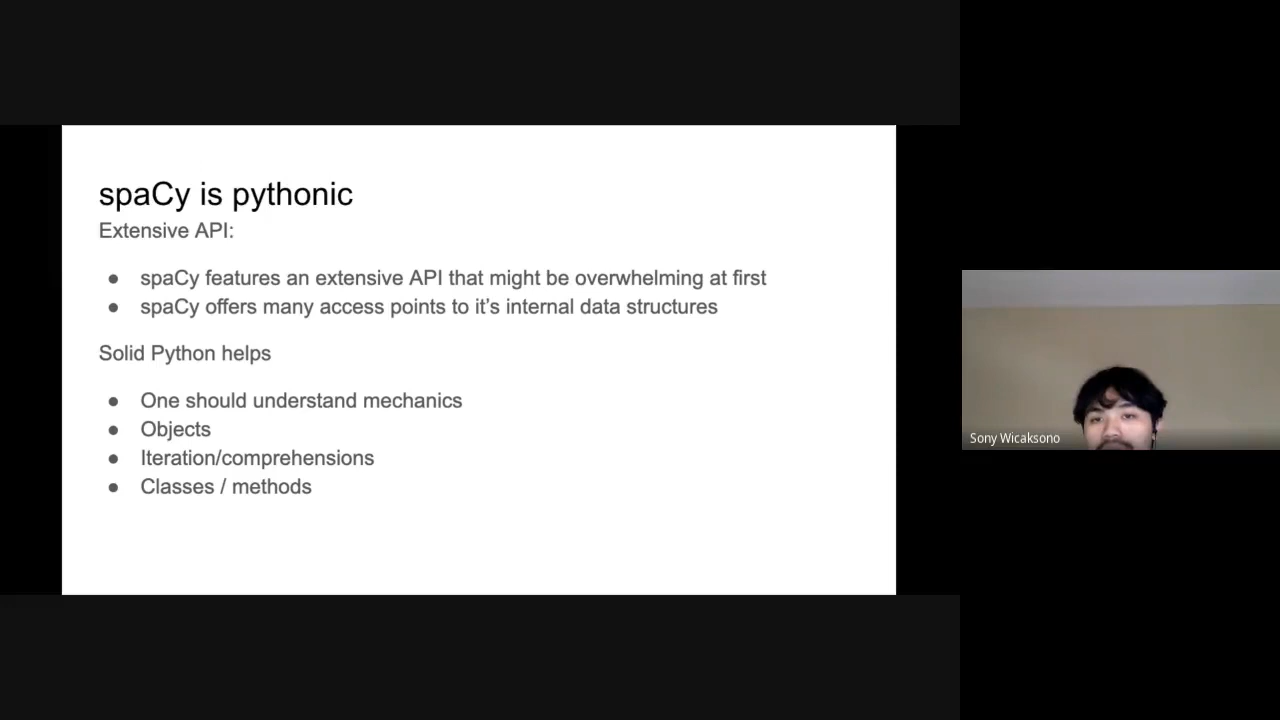 spaCy is pythonic
Extensive API:
● spaCy features an extensive API that might be overwhelming at first
● spaCy offers many access points to it’s internal data structures
Solid Python helps
● One should understand mechanics
● Objects
● Iteration/comprehensions
● Classes / methods
Sony Wicaksono